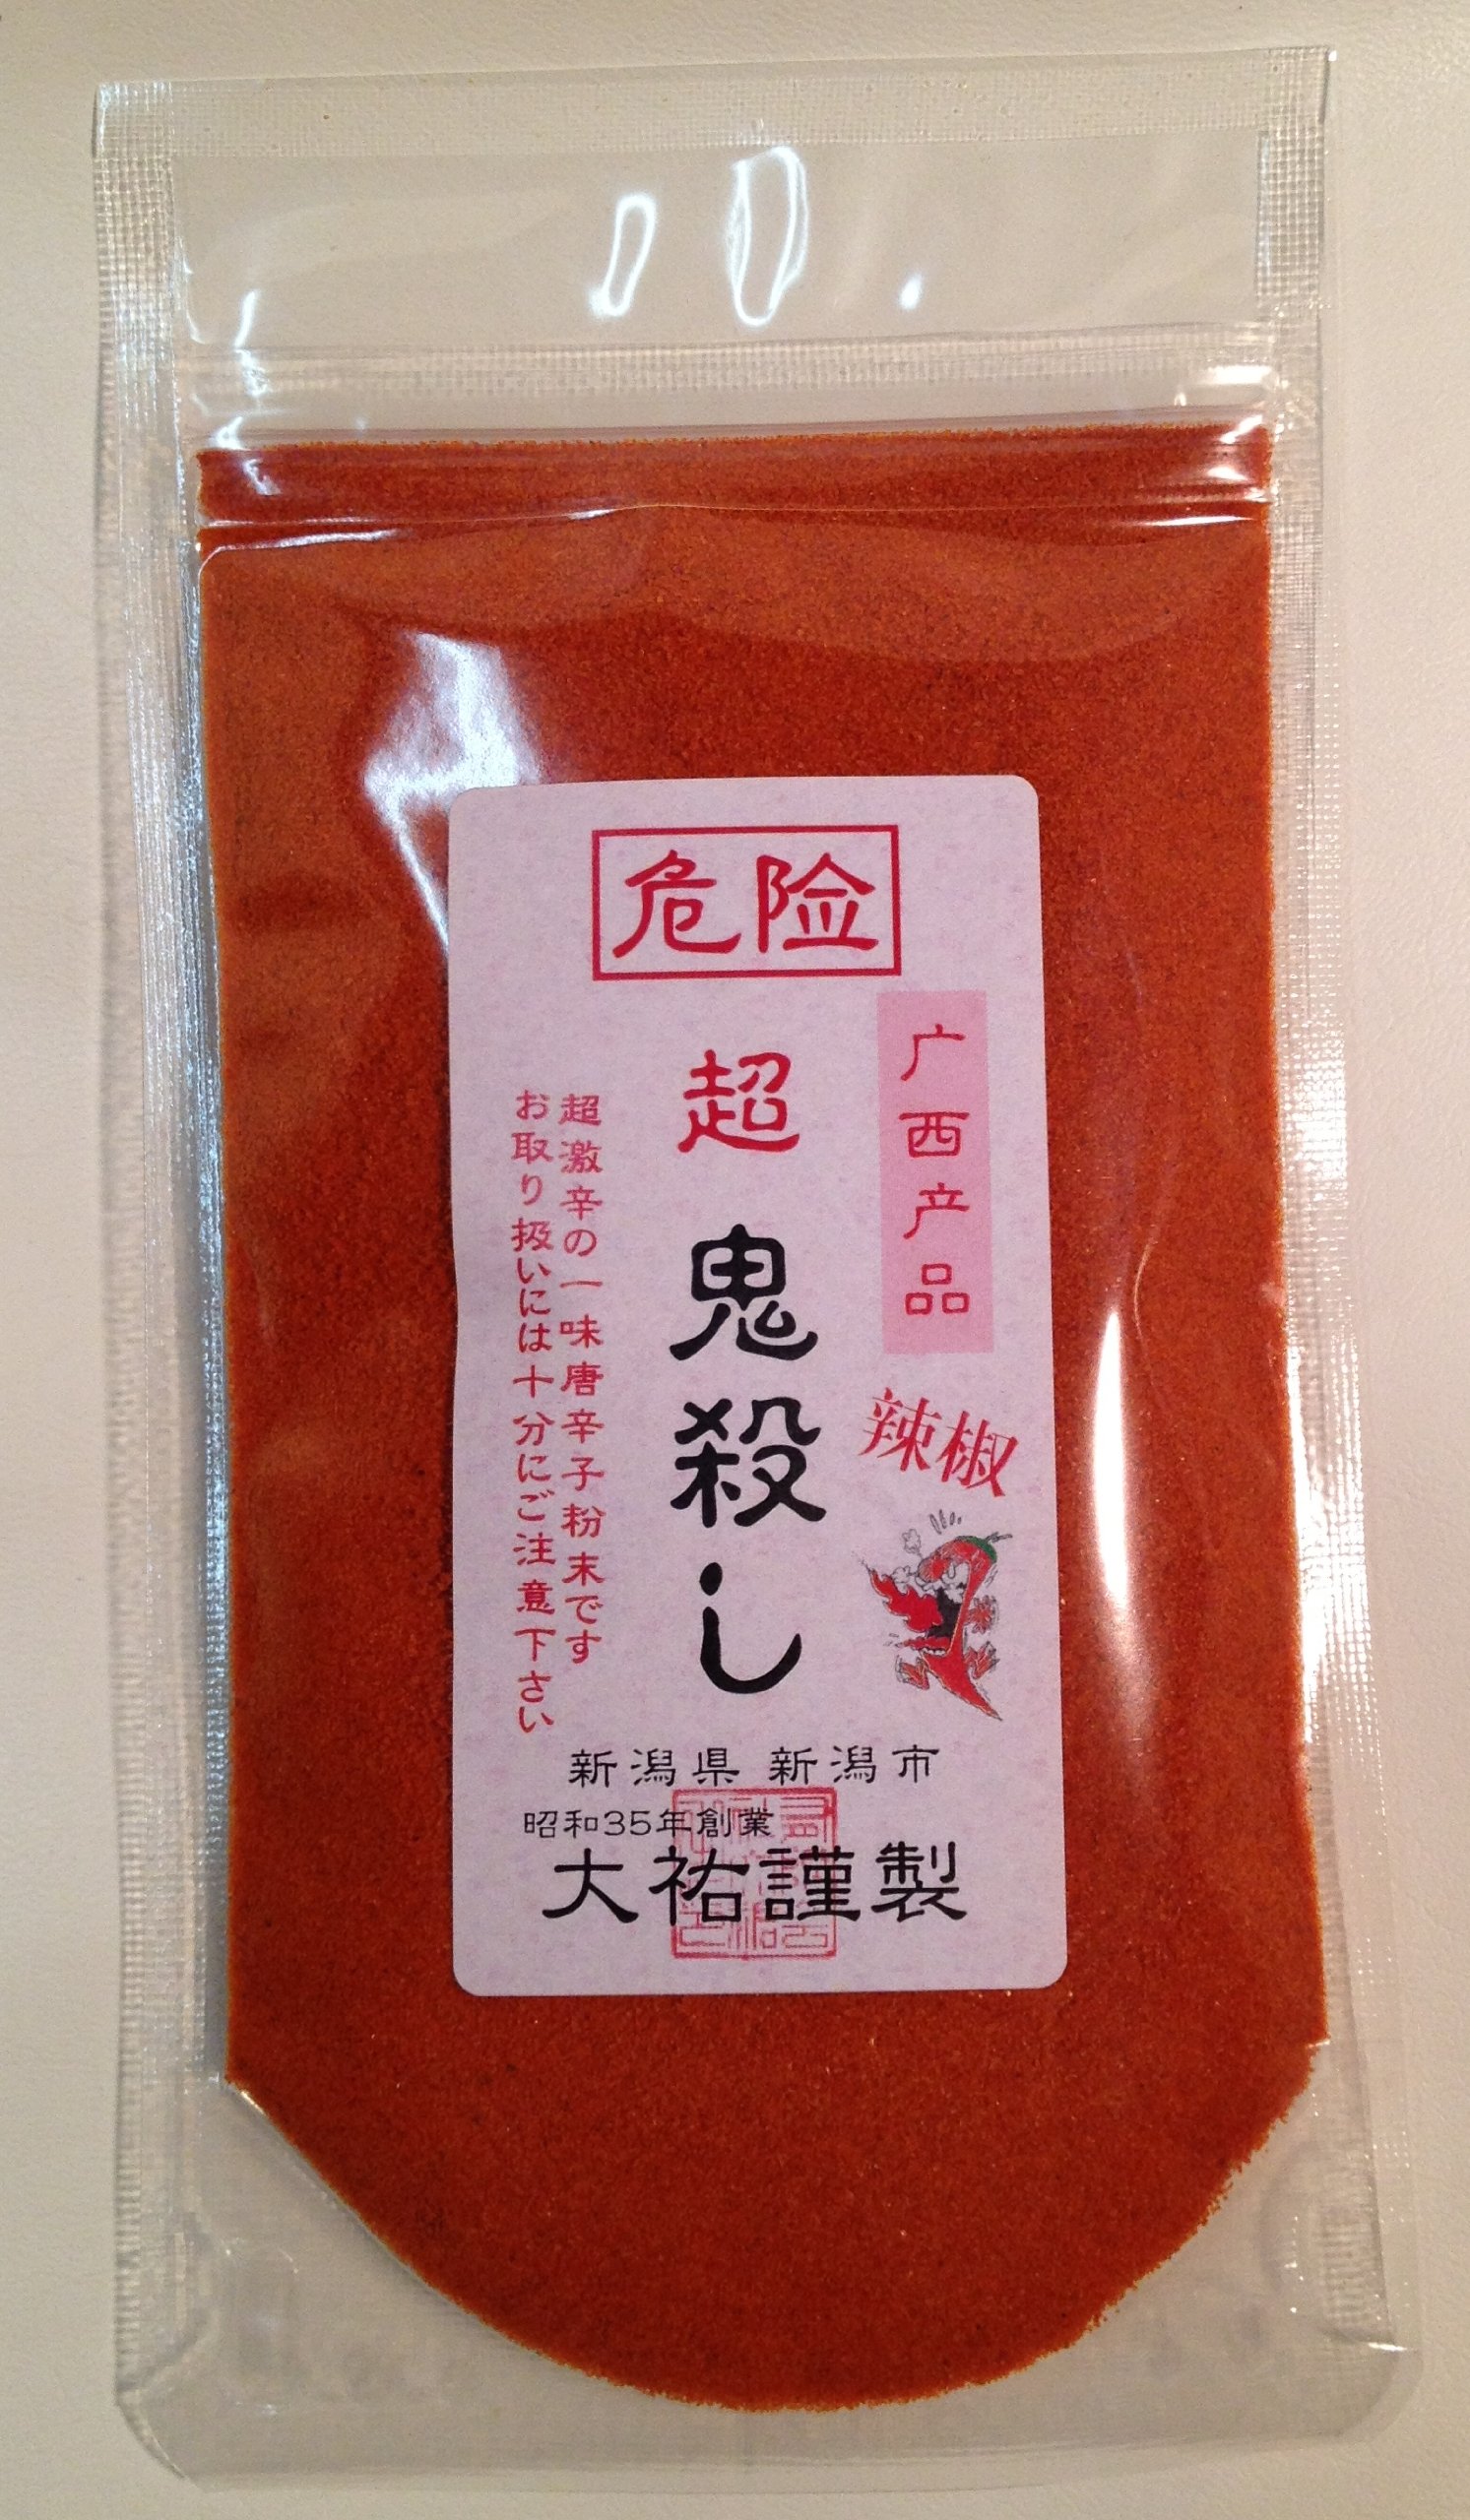 危险
广西产品
辣椒
超 鬼殺し
超激辛の一味唐辛子粉末です
お取り扱いには十分にご注意下さい
新潟県 新潟市
昭和35年創業
大祐謹製